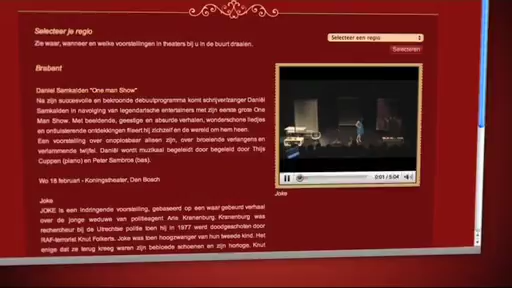 Selecteer je regio
Zie waar, wanneer en welke voorstellingen in theaters bij u in de buurt draaien.
Selecteer een regio
Selecteren
Brabant
Daniel Samkalden "One man Show"
Na zijn succesvolle en bekroonde debuutprogramma komt schrijver/zanger Daniël
Samkalden in navolging van legendarische entertainers met zijn eerste grote One
Man Show. Met beeldende, geestige en absurde verhalen, wonderschone liedjes
en ontluisterende ontdekkingen fileert hij zichzelf en de wereld om hem heen.
Een voorstelling over onoplosbaar alleen zijn, over broeiende verlangens en
verlammende twijfel. Daniël wordt muzikaal begeleidt door begeleid door Thijs
Cuppen (piano) en Peter Sambros (bas).
Wo 18 februari - Koningstheater, Den Bosch
0:01 / 5:04
Joke
Joke
JOKE is een indringende voorstelling, gebaseerd op een waar gebeurd verhaal
over de jonge weduwe van politieagent Arie Kranenburg. Kranenburg was
rechercheur bij de Utrechtse politie toen hij in 1977 werd doodgeschoten door
RAF-terrorist Knut Folkerts. Joke was toen hoogzwanger van hun tweede kind. Het
enige dat ze terug kreeg waren zijn bebloede schoenen en zijn horloge. Knut